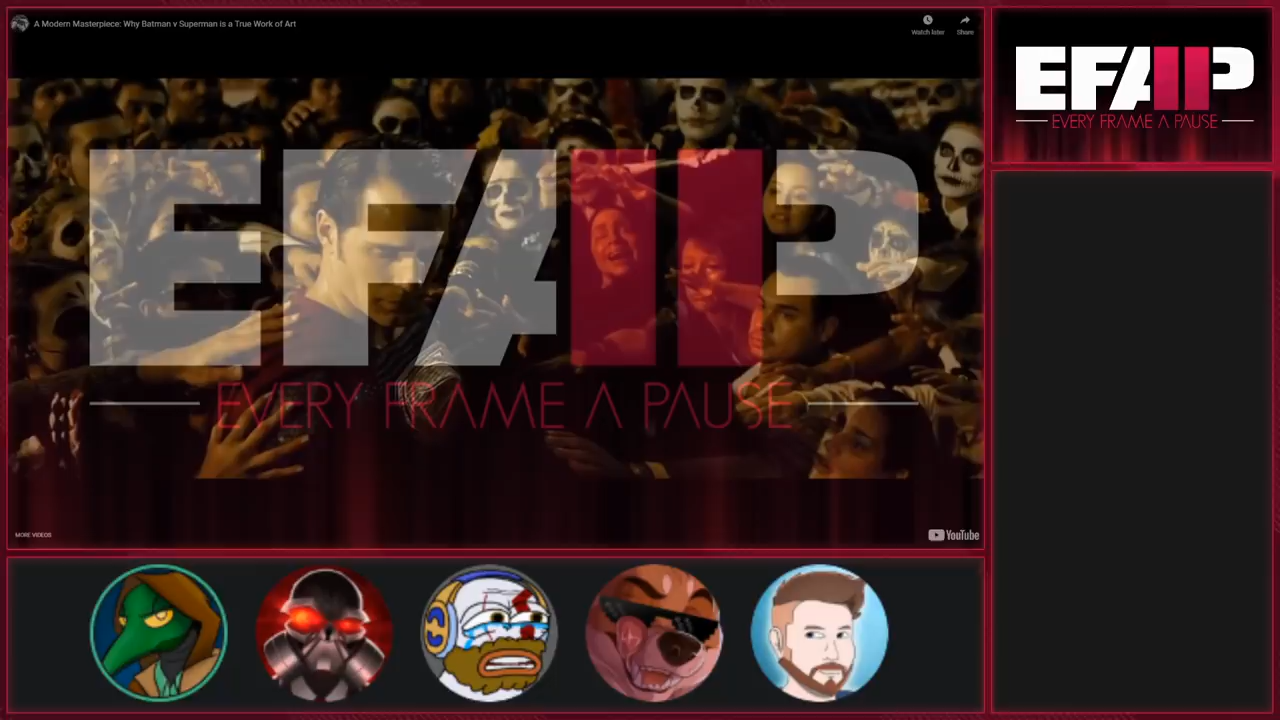 A Modern Masterpiece: Why Batman v Superman is a True Work of Art
Watch later
Share
EFAP
EVERY FRAME A PAUSE
MORE VIDEOS
YouTube
EFAP
EVERY FRAME A PAUSE